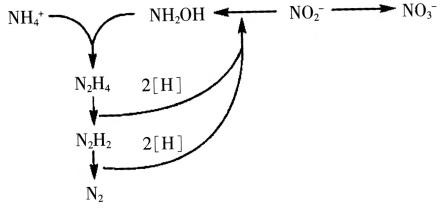 NH₄⁺ NH2OH NO₂⁻ NO₃⁻
N₂H₄ 2[H]
N₂H₂ 2[H]
N₂